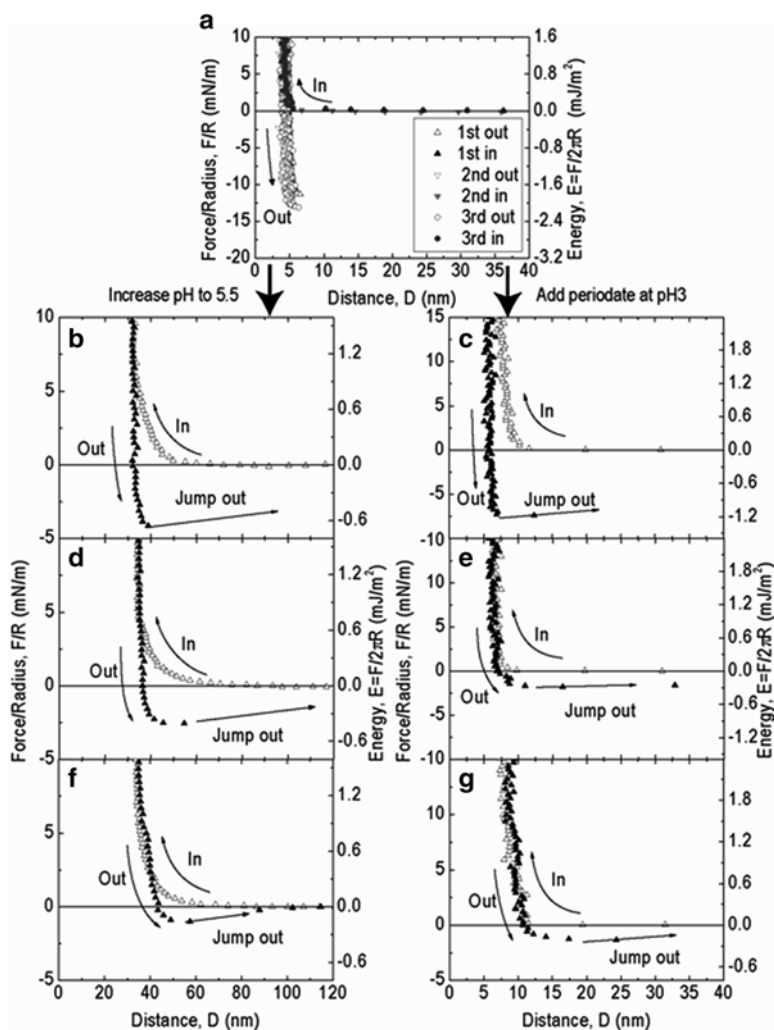 a
10
5
0
-5
-10
-15
-20
Force/Radius, F/R (mN/m)
1.6
0.8
0.0
-0.8
-1.6
-2.4
-3.2
Energy, E=F/2πR (mJ/m²)
In
Out
1st out
1st in
2nd out
2nd in
3rd out
3rd in
0 5 10 15 20 25 30 35 40
Distance, D (nm)
Increase pH to 5.5
Add periodate at pH3
b
10
5
0
-5
1.2
0.6
0.0
-0.6
In
Out
Jump out
c
15
10
5
0
-5
-10
2.4
1.8
1.2
0.6
0.0
-0.6
-1.2
In
Out
Jump out
Force/Radius, F/R (mN/m)
d
5
0
-5
1.2
0.6
0.0
-0.6
Energy, E=F/2πR (mJ/m²)
In
Out
Jump out
Force/Radius, F/R (mN/m)
e
10
5
0
-5
-10
1.8
1.2
0.6
0.0
-0.6
-1.2
Energy, E=F/2πR (mJ/m²)
In
Out
Jump out
f
5
0
-5
1.2
0.6
0.0
-0.6
In
Out
Jump out
0 20 40 60 80 100 120
Distance, D (nm)
g
10
5
0
-5
2.4
1.8
1.2
0.6
0.0
-0.6
In
Out
Jump out
0 5 10 15 20 25 30 35 40
Distance, D (nm)